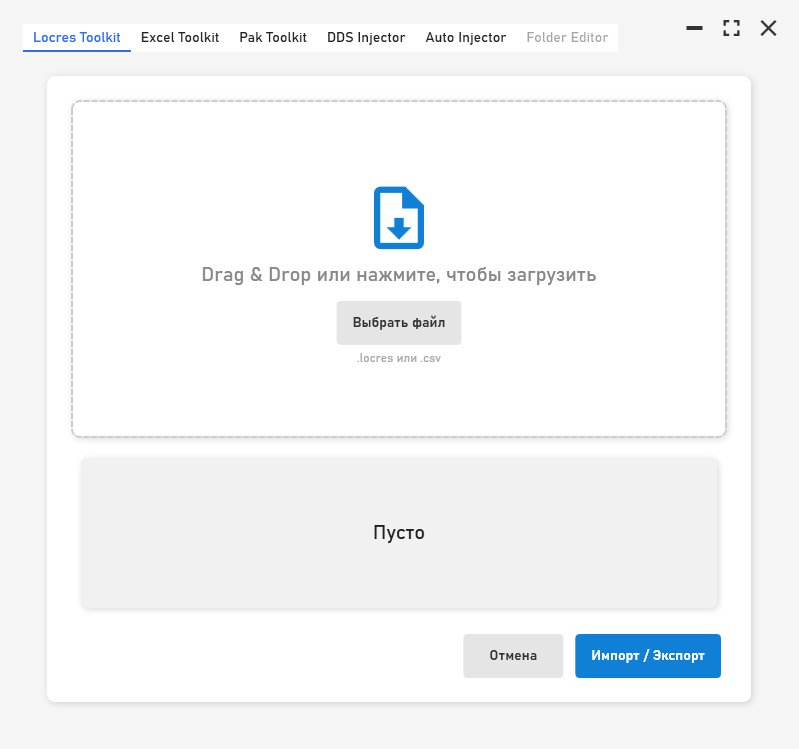 Locres Toolkit Excel Toolkit Pak Toolkit DDS Injector Auto Injector Folder Editor
Drag & Drop или нажмите, чтобы загрузить
Выбрать файл
.locres или .csv
Пусто
Отмена Импорт / Экспорт